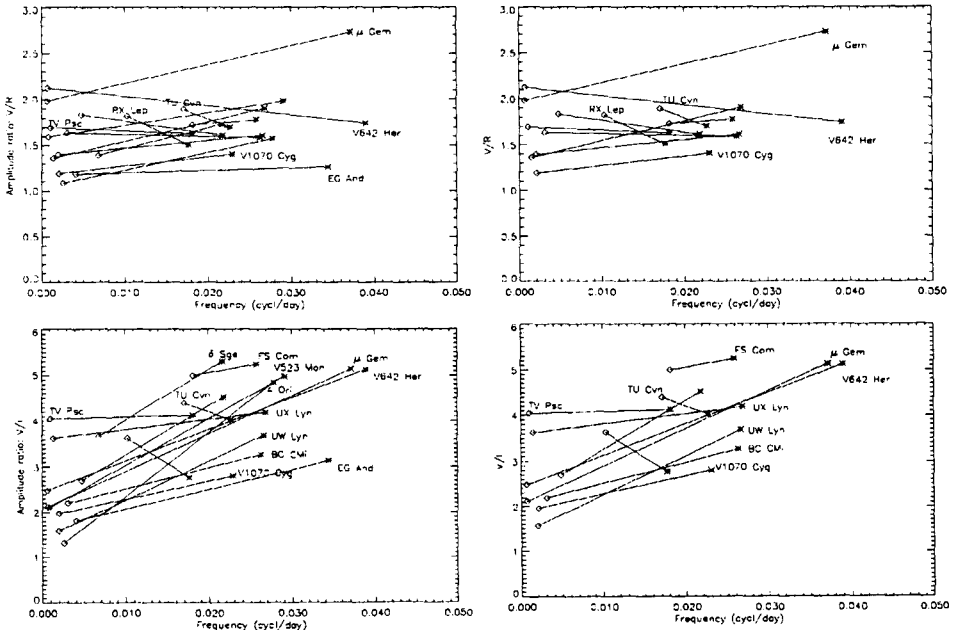 3.0
2.5
2.0
1.5
1.0
0.5
0.0
Amplitude ratio: V/R
μ Gem
RX Lep
TV Psc
V642 Her
V1070 Cyg
EG And
0.000 0.010 0.020 0.030 0.040 0.050
Frequency (cycl/day)
3.0
2.5
2.0
1.5
1.0
0.5
0.0
V/R
μ Gem
TU Cvn
RX Lep
V642 Her
V1070 Cyg
0.000 0.010 0.020 0.030 0.040 0.050
Frequency (cycl/day)
6
5
4
3
2
1
0
Amplitude ratio: V/I
δ Sge
FS Com
V523 Mon
μ Gem
V642 Her
4 Ori
TU Cvn
TV Psc
UX Lyn
UW Lyn
BC CMi
V1070 Cyg
EG And
0.000 0.010 0.020 0.030 0.040 0.050
Frequency (cycl/day)
6
5
4
3
2
1
0
V/I
FS Com
μ Gem
V642 Her
TU Cvn
TV Psc
UX Lyn
UW Lyn
BC CMi
V1070 Cyg
0.000 0.010 0.020 0.030 0.040 0.050
Frequency (cycl/day)